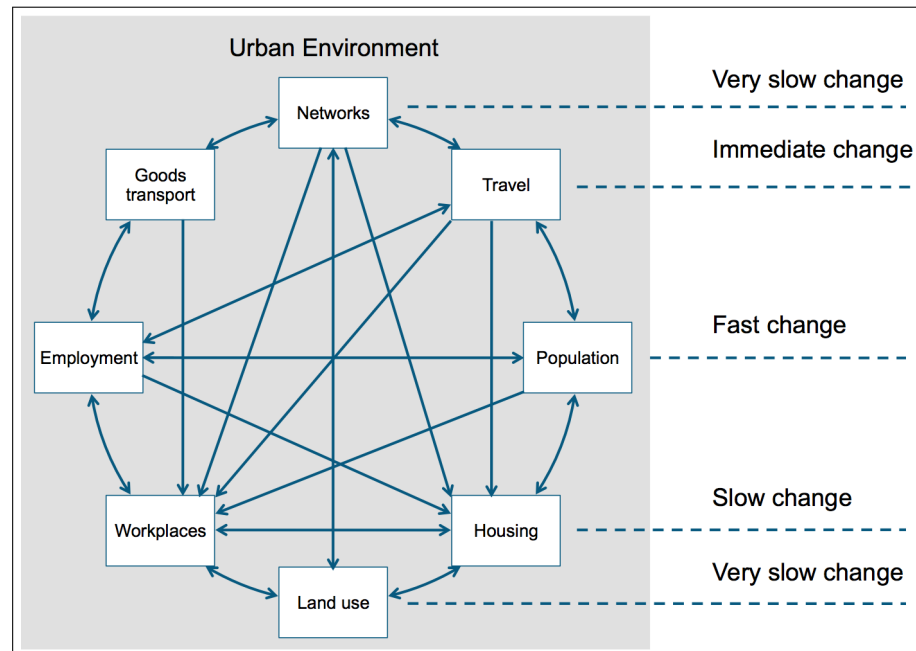 Urban Environment
Very slow change
Networks
Immediate change
Goods
transport
Travel
Fast change
Employment
Population
Slow change
Workplaces
Housing
Very slow change
Land use